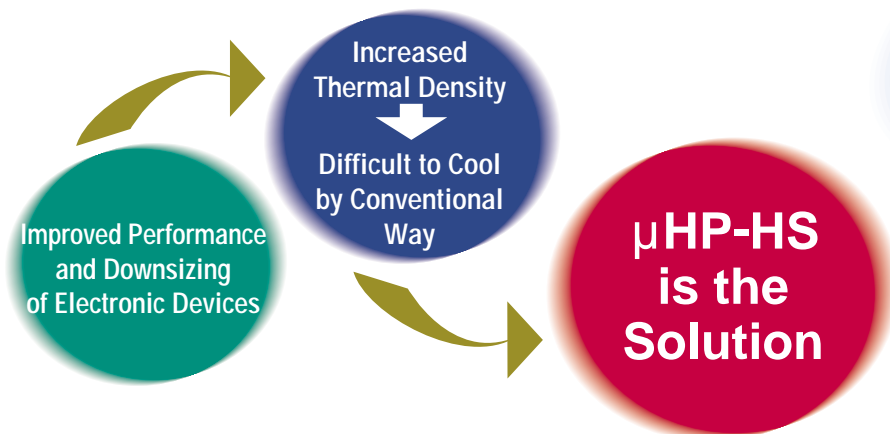 Improved Performance
and Downsizing
of Electronic Devices
Increased
Thermal Density
Difficult to Cool
by Conventional
Way
μHP-HS
is the
Solution